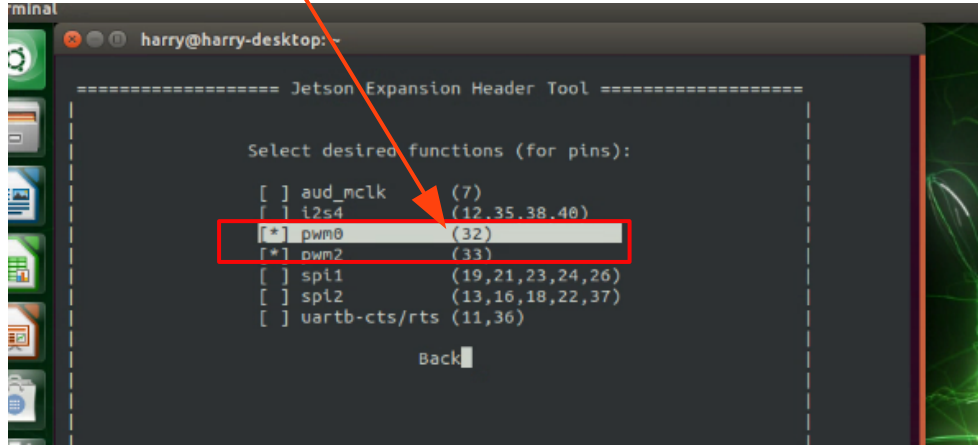 rminal
harry@harry-desktop: ~
=================== Jetson Expansion Header Tool ===================
Select desired functions (for pins):
[ ] aud_mclk (7)
[ ] i2s4 (12,35,38,40)
[*] pwm0 (32)
[*] pwm2 (33)
[ ] spi1 (19,21,23,24,26)
[ ] spi2 (13,16,18,22,37)
[ ] uartb-cts/rts (11,36)
Back